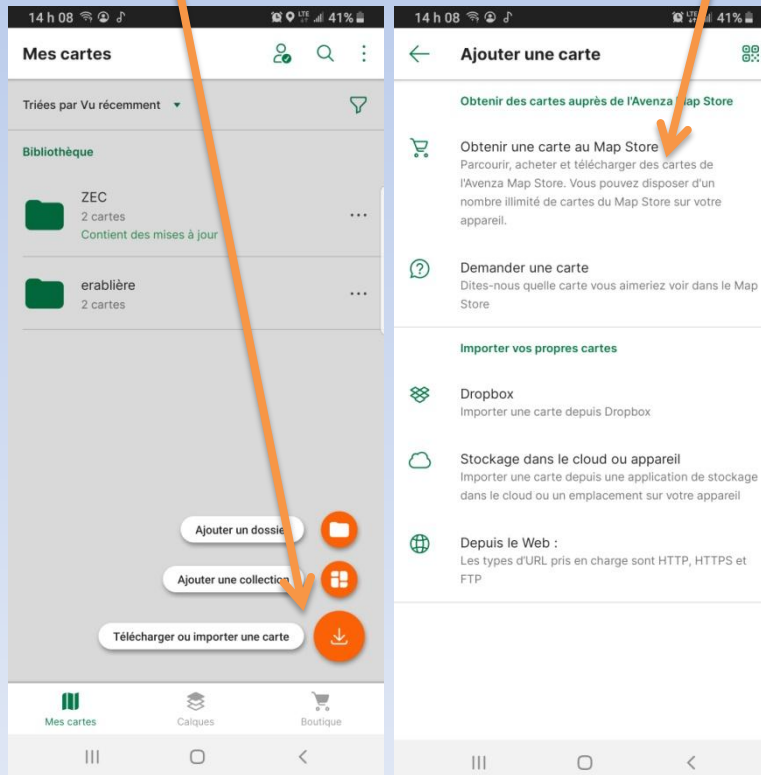 14 h 08 LTE 41%
Mes cartes
Triées par Vu récemment
Bibliothèque
ZEC
2 cartes
Contient des mises à jour
erablière
2 cartes
Ajouter un dossier
Ajouter une collection
Télécharger ou importer une carte
Mes cartes
Calques
Boutique
14 h 08 LTE 41%
Ajouter une carte
Obtenir des cartes auprès de l'Avenza Map Store
Obtenir une carte au Map Store
Parcourir, acheter et télécharger des cartes de
l'Avenza Map Store. Vous pouvez disposer d'un
nombre illimité de cartes du Map Store sur votre
appareil.
Demander une carte
Dites-nous quelle carte vous aimeriez voir dans le Map
Store
Importer vos propres cartes
Dropbox
Importer une carte depuis Dropbox
Stockage dans le cloud ou appareil
Importer une carte depuis une application de stockage
dans le cloud ou un emplacement sur votre appareil
Depuis le Web :
Les types d'URL pris en charge sont HTTP, HTTPS et
FTP